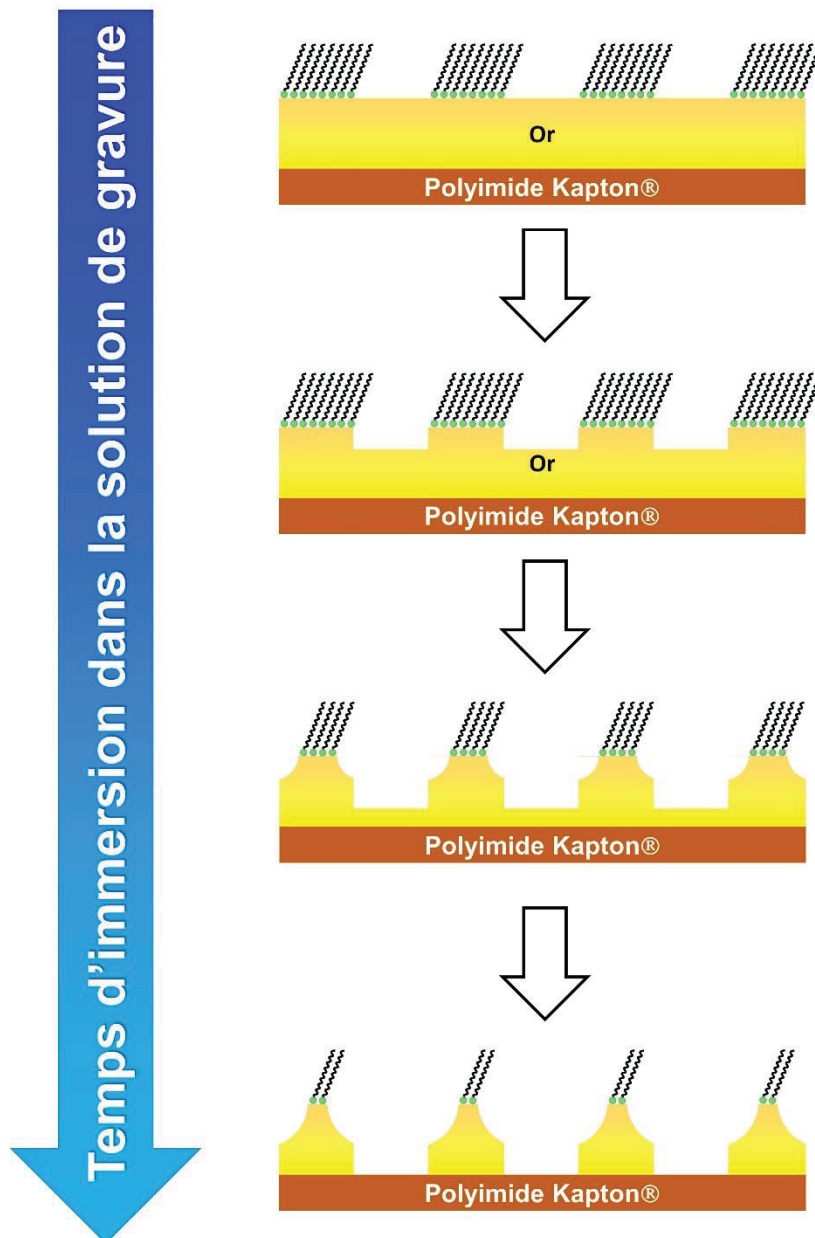 Temps d’immersion dans la solution de gravure
Or
Polyimide Kapton®
Or
Polyimide Kapton®
Polyimide Kapton®
Polyimide Kapton®